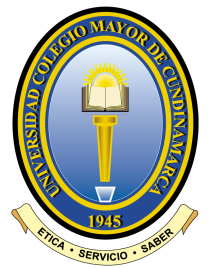 UNIVERSIDAD COLEGIO MAYOR DE CUNDINAMARCA
1945
ETICA • SERVICIO • SABER